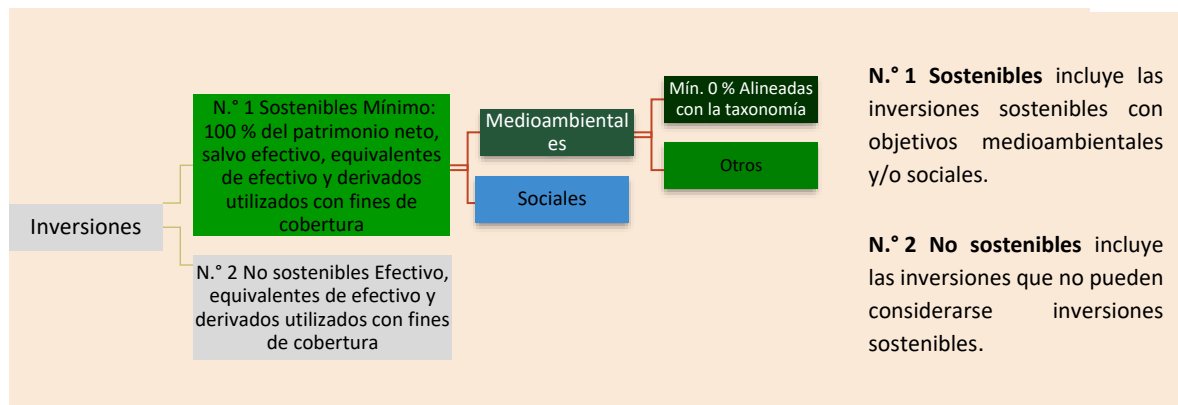 Inversiones
N.° 1 Sostenibles Mínimo:
100 % del patrimonio neto,
salvo efectivo, equivalentes
de efectivo y derivados
utilizados con fines de
cobertura
N.° 2 No sostenibles Efectivo,
equivalentes de efectivo y
derivados utilizados con fines
de cobertura
Medioambiental
es
Sociales
Mín. 0 % Alineadas
con la taxonomía
Otros
N.° 1 Sostenibles incluye las
inversiones sostenibles con
objetivos medioambientales
y/o sociales.
N.° 2 No sostenibles incluye
las inversiones que no pueden
considerarse inversiones
sostenibles.